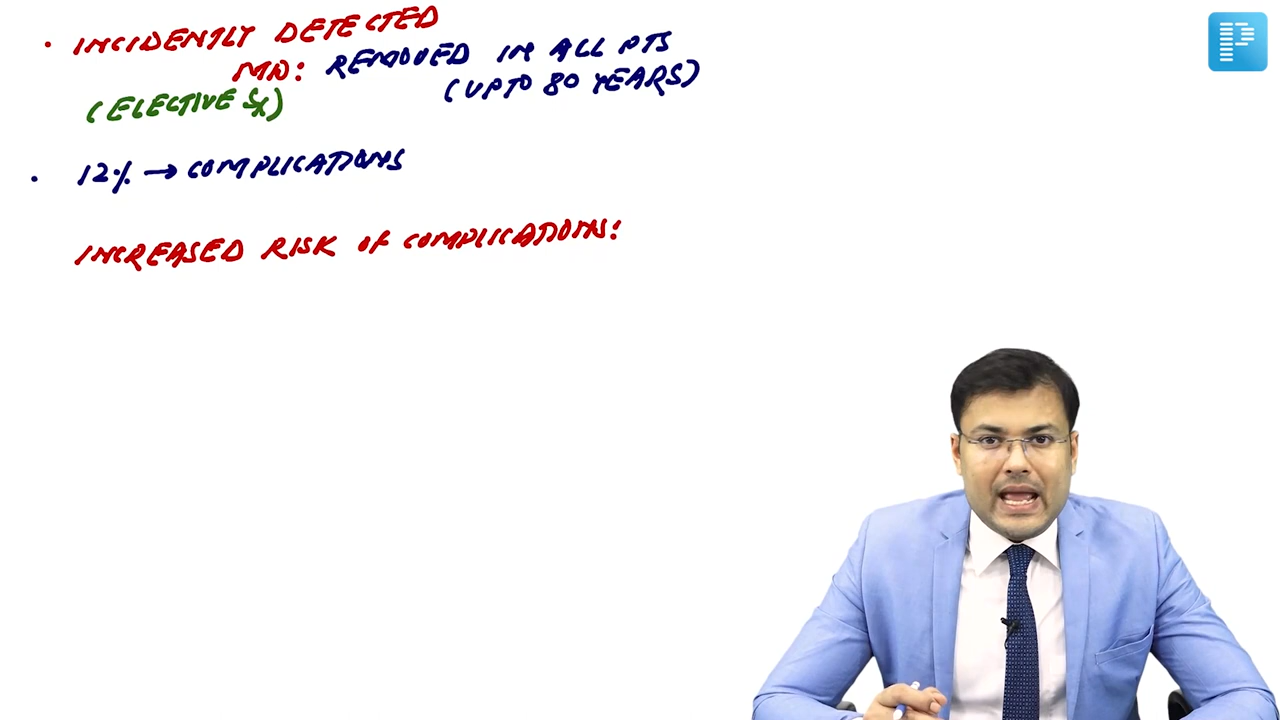 • INCIDENTLY DETECTED
MD: REMOVED IN ALL PTS
(ELECTIVE Sx) (UPTO 80 YEARS)
• 12% → COMPLICATIONS
INCREASED RISK OF COMPLICATIONS: